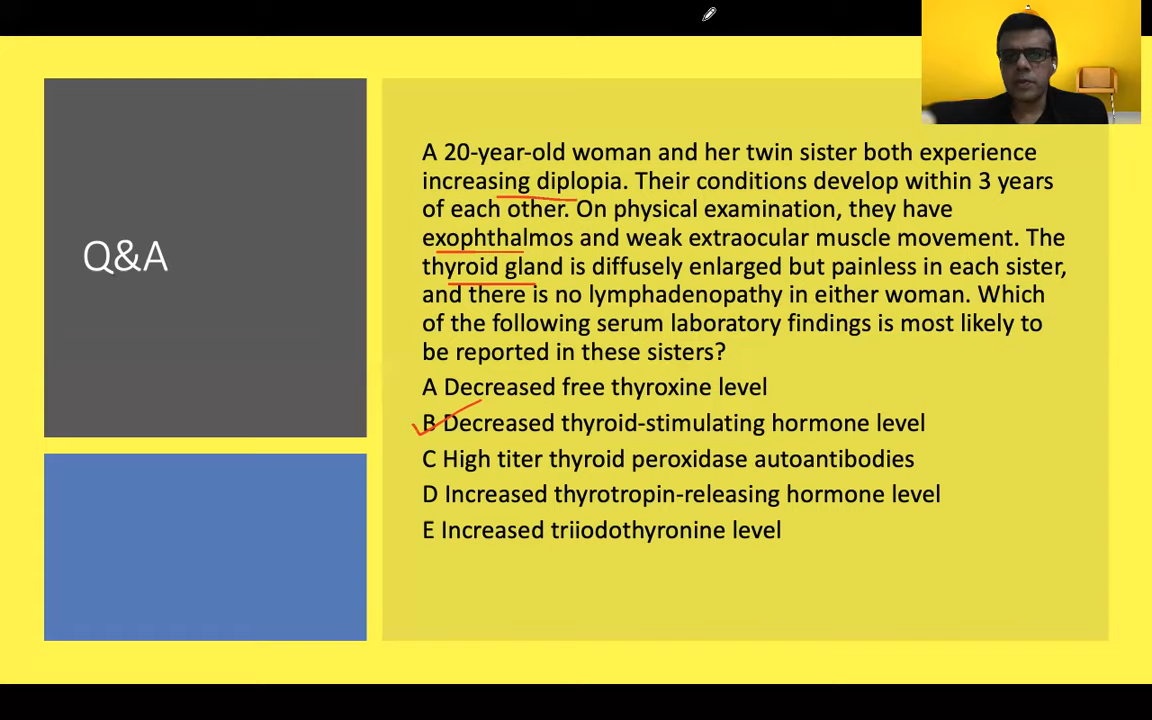 Q&A
A 20-year-old woman and her twin sister both experience
increasing diplopia. Their conditions develop within 3 years
of each other. On physical examination, they have
exophthalmos and weak extraocular muscle movement. The
thyroid gland is diffusely enlarged but painless in each sister,
and there is no lymphadenopathy in either woman. Which
of the following serum laboratory findings is most likely to
be reported in these sisters?
A Decreased free thyroxine level
B Decreased thyroid-stimulating hormone level
C High titer thyroid peroxidase autoantibodies
D Increased thyrotropin-releasing hormone level
E Increased triiodothyronine level